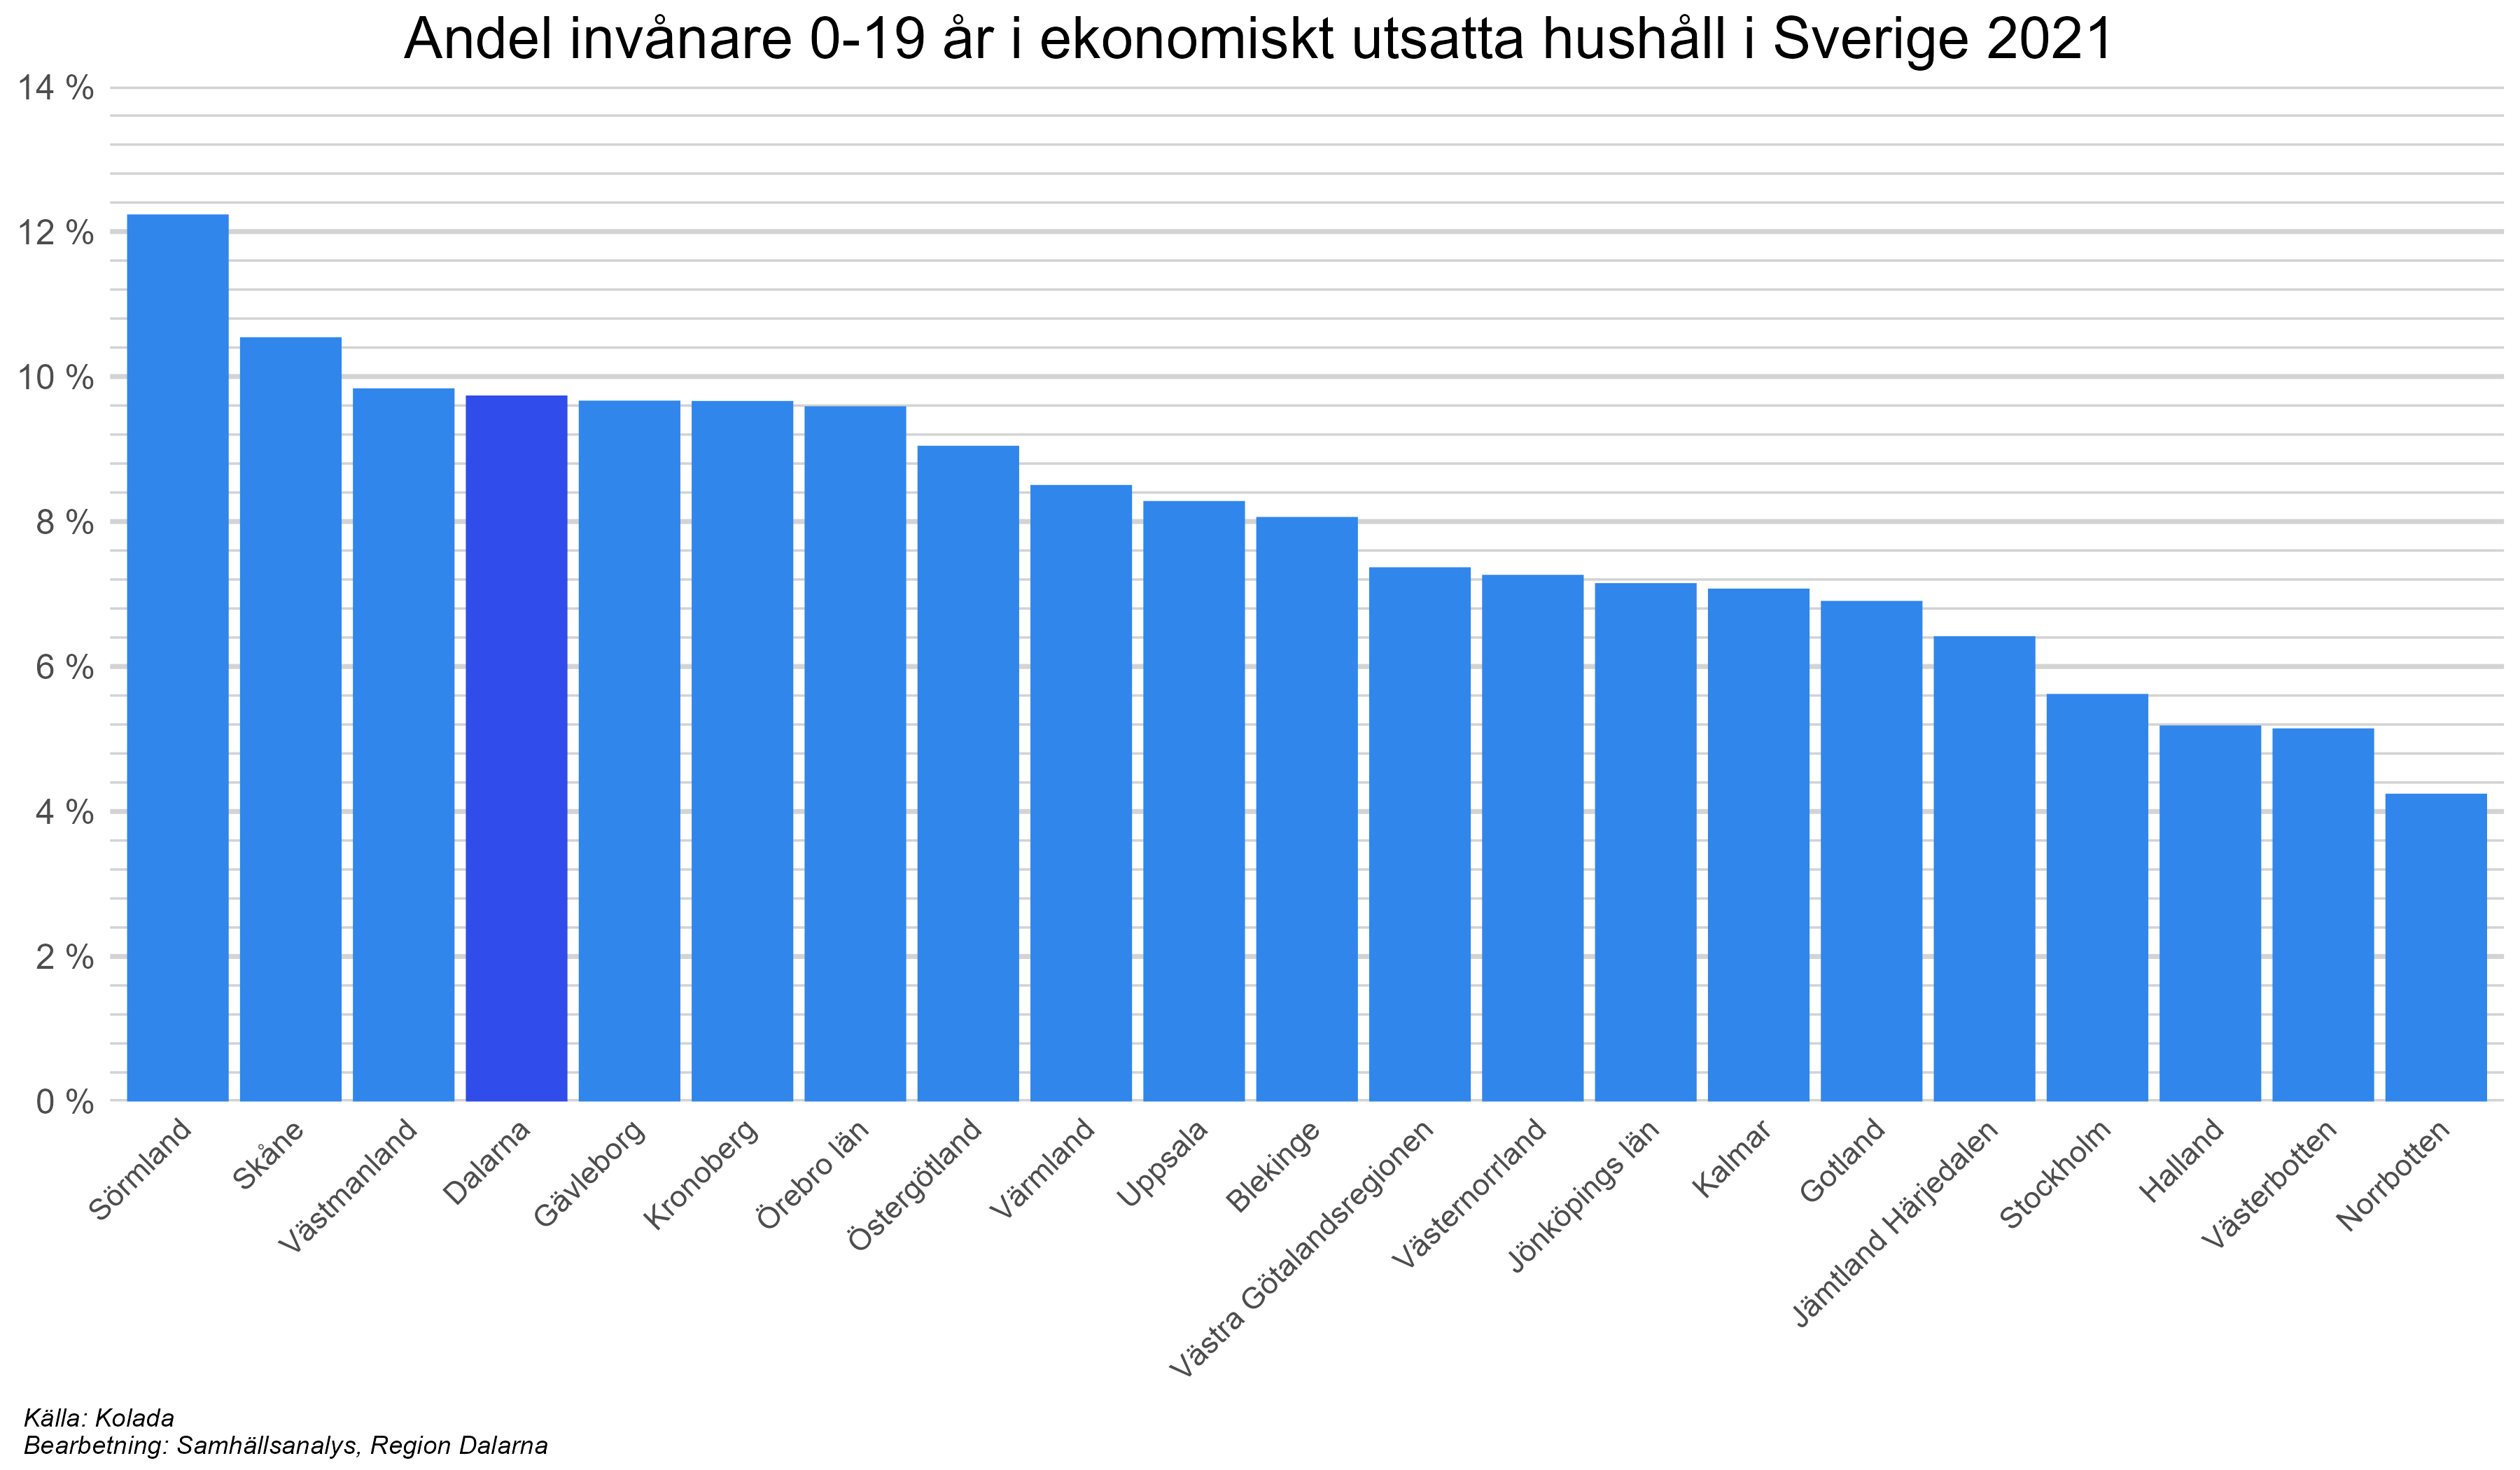 Andel invånare 0-19 år i ekonomiskt utsatta hushåll i Sverige 2021
14 %
12 %
10 %
8 %
6 %
4 %
2 %
0 %
Sörmland
Skåne
Västmanland
Dalarna
Gävleborg
Kronoberg
Örebro län
Östergötland
Värmland
Uppsala
Blekinge
Västra Götalandsregionen
Västernorrland
Jönköpings län
Kalmar
Gotland
Jämtland Härjedalen
Stockholm
Halland
Västerbotten
Norrbotten
Källa: Kolada
Bearbetning: Samhällsanalys, Region Dalarna